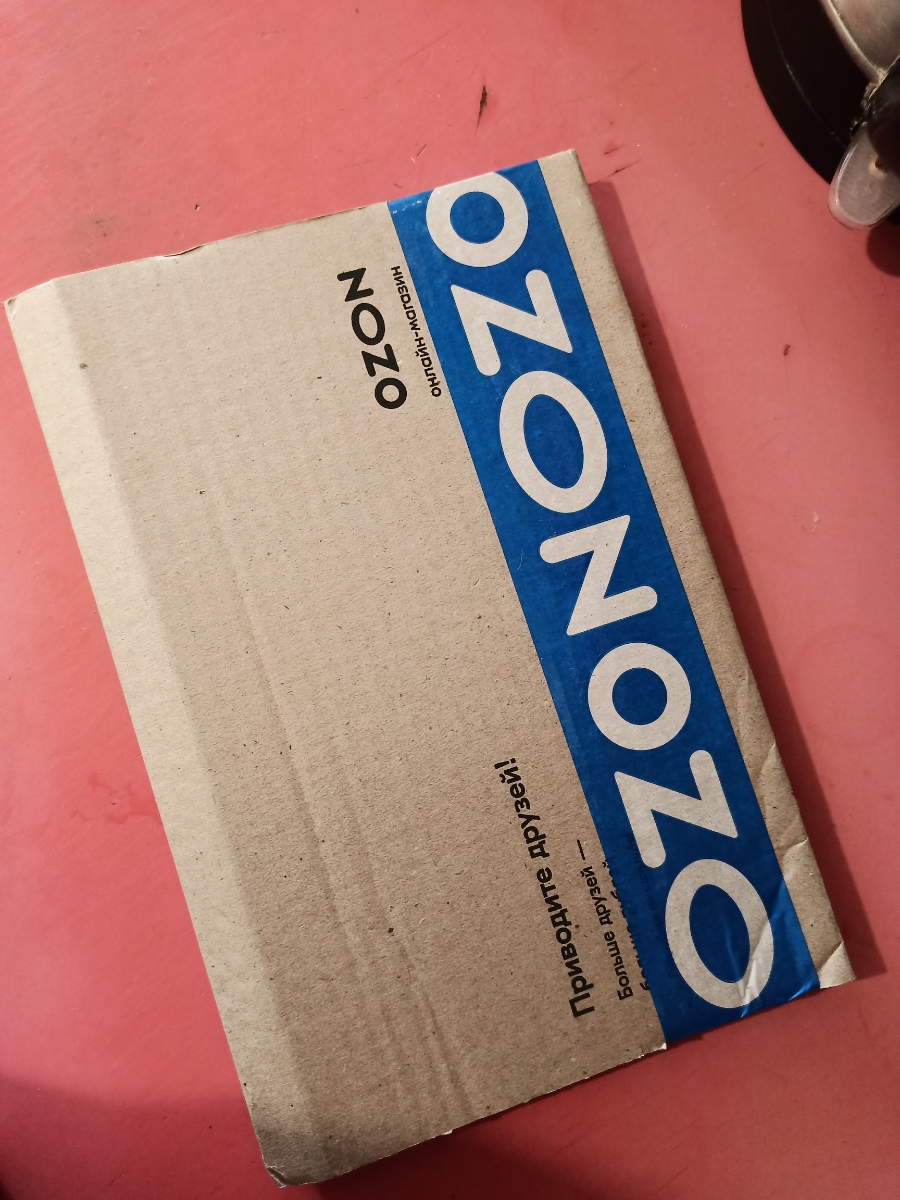 OZON
онлайн-магазин
OZONOZO
Приводите друзей!
Больше друзей —